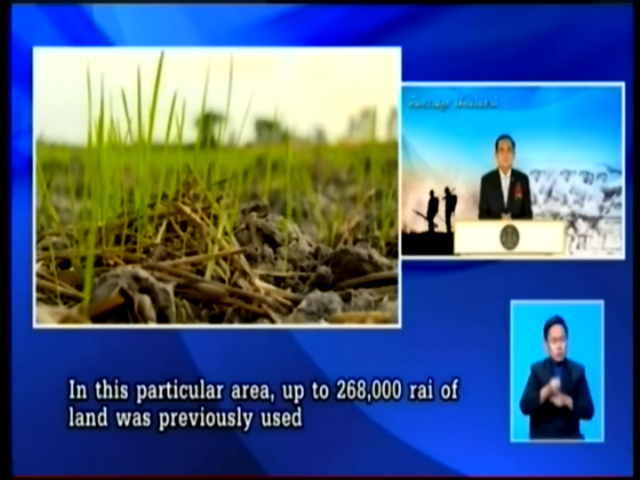 In this particular area, up to 268,000 rai of
land was previously used